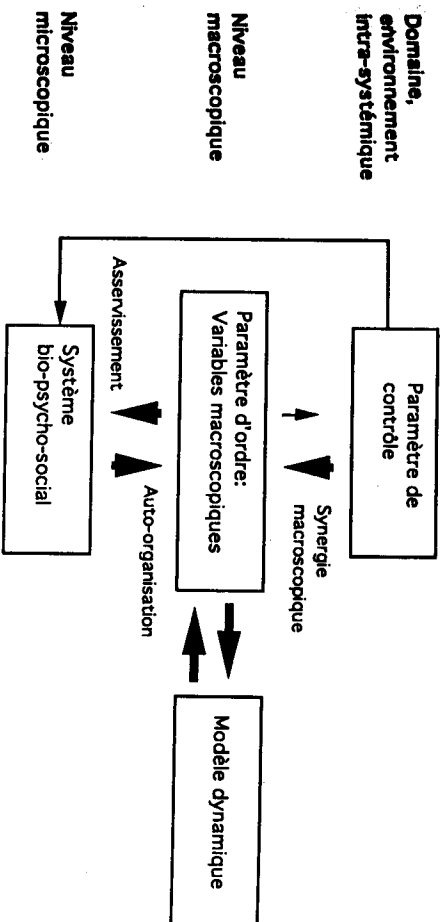 Domaine,
environnement
intra-systémique
Niveau
macroscopique
Niveau
microscopique
Paramètre de
contrôle
Synergie
macroscopique
Paramètre d'ordre:
Variables macroscopiques
Modèle dynamique
Asservissement
Auto-organisation
Système
bio-psycho-social